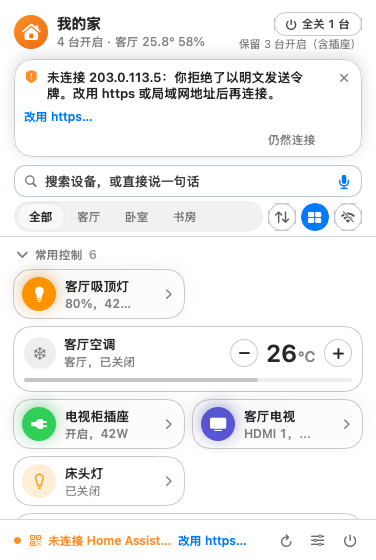 我的家
4 台开启 · 客厅 25.8° 58%
全关 1 台
保留 3 台开启（含插座）
未连接 203.0.113.5：你拒绝了以明文发送令
牌。改用 https 或局域网地址后再连接。
改用 https...
仍然连接
搜索设备，或直接说一句话
全部 客厅 卧室 书房
常用控制 6
客厅吸顶灯
80%，42...
客厅空调
客厅，已关闭
26°C
电视柜插座
开启，42W
客厅电视
HDMI 1，...
床头灯
已关闭
未连接 Home Assist... 改用 https...